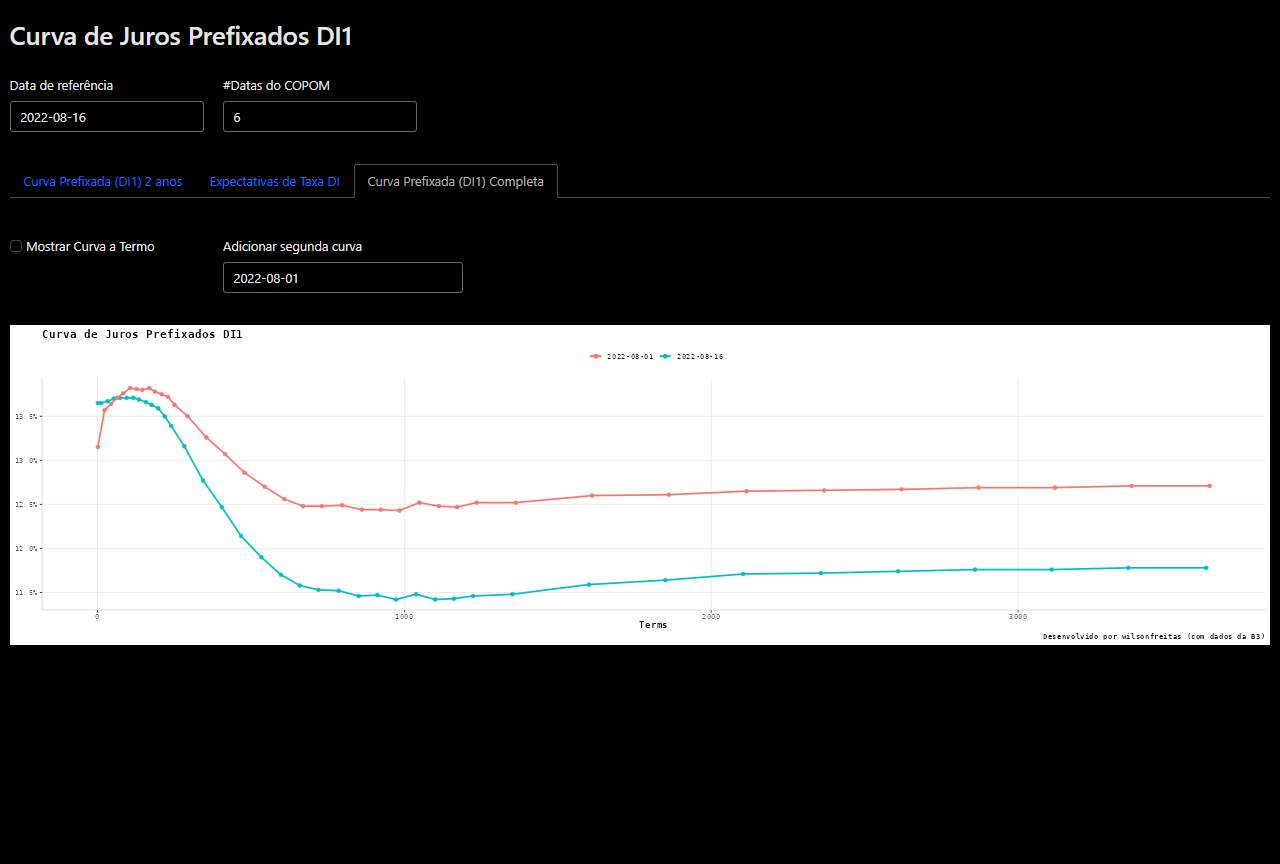 Curva de Juros Prefixados DI1
Data de referência #Datas do COPOM
2022-08-16 6
Curva Prefixada (DI1) 2 anos Expectativas de Taxa DI Curva Prefixada (DI1) Completa
Mostrar Curva a Termo Adicionar segunda curva
2022-08-01
Curva de Juros Prefixados DI1
2022-08-01 2022-08-16
13.5%
13.0%
12.5%
12.0%
11.5%
0 1000 2000 3000
Terms
Desenvolvido por wilsonfreitas (com dados da B3)